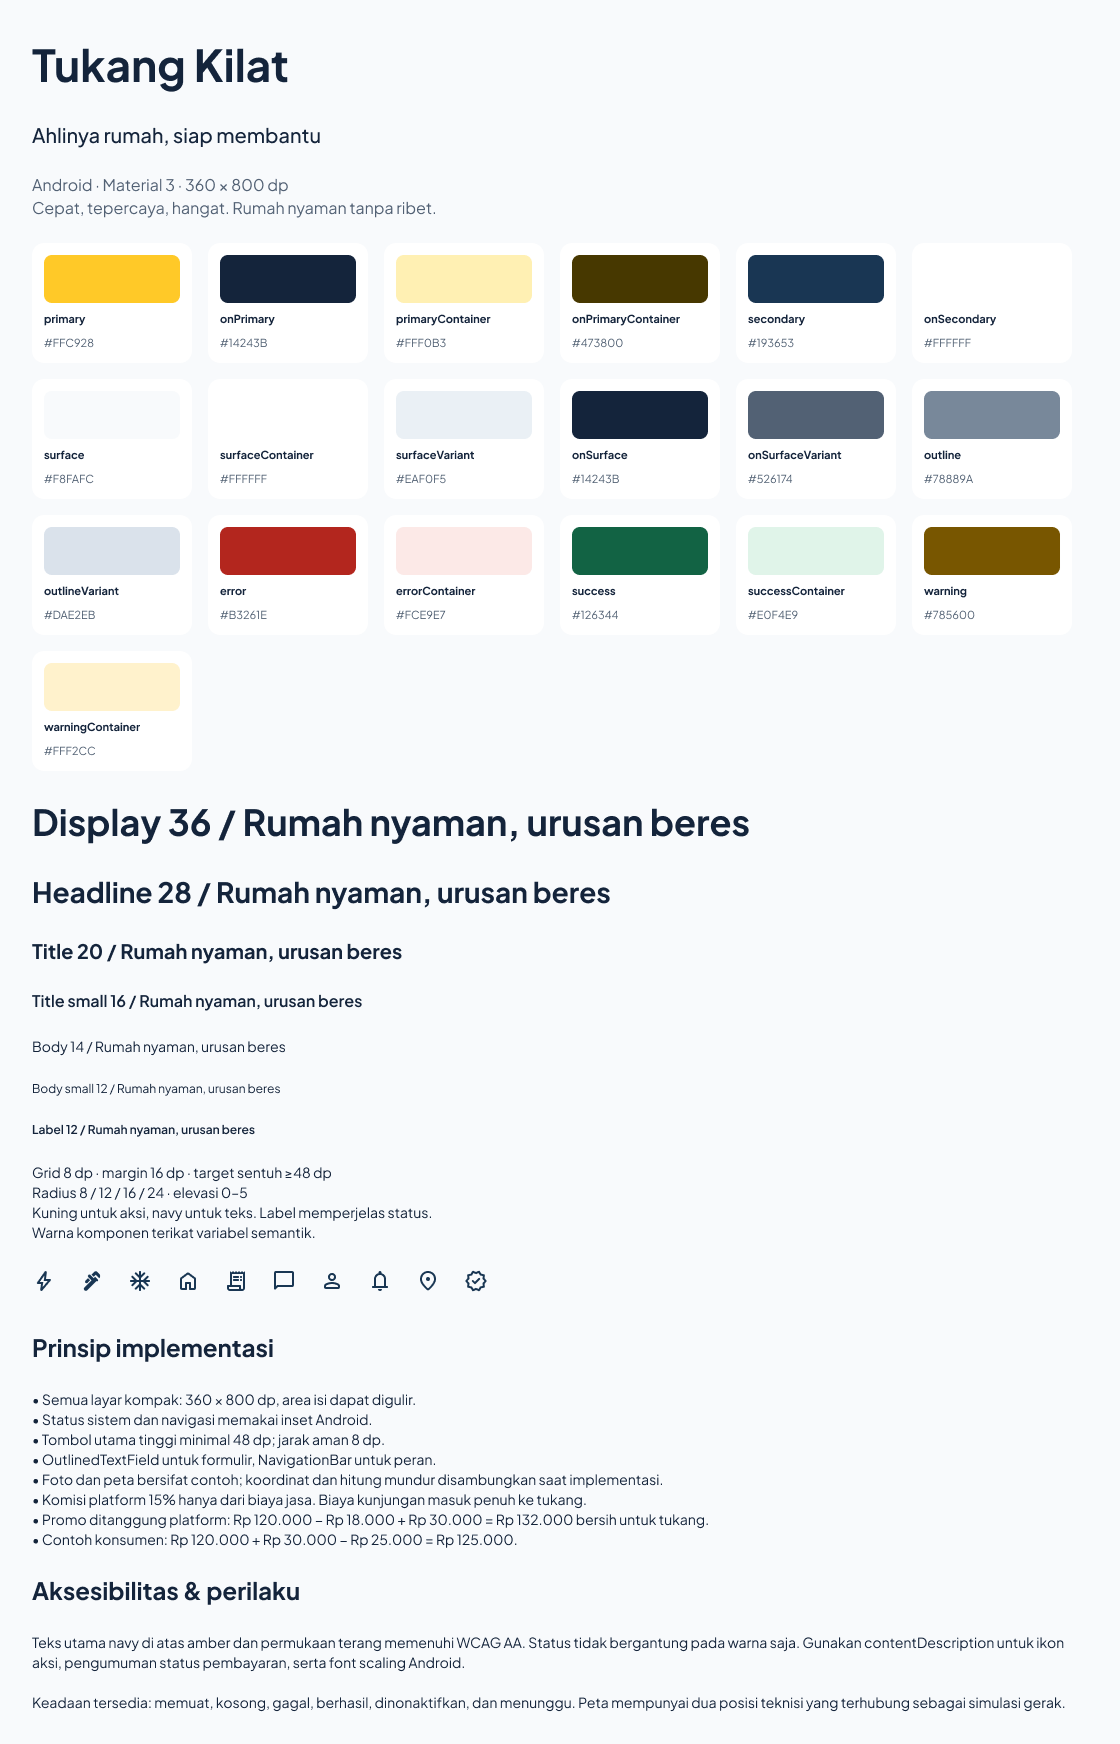 Tukang Kilat
Ahlinya rumah, siap membantu
Android · Material 3 · 360 × 800 dp
Cepat, tepercaya, hangat. Rumah nyaman tanpa ribet.
primary
#FFC928
onPrimary
#14243B
primaryContainer
#FFF0B3
onPrimaryContainer
#473800
secondary
#193653
onSecondary
#FFFFFF
surface
#F8FAFC
surfaceContainer
#FFFFFF
surfaceVariant
#EAF0F5
onSurface
#14243B
onSurfaceVariant
#526174
outline
#78889A
outlineVariant
#DAE2EB
error
#B3261E
errorContainer
#FCE9E7
success
#126344
successContainer
#E0F4E9
warning
#785600
warningContainer
#FFF2CC
Display 36 / Rumah nyaman, urusan beres
Headline 28 / Rumah nyaman, urusan beres
Title 20 / Rumah nyaman, urusan beres
Title small 16 / Rumah nyaman, urusan beres
Body 14 / Rumah nyaman, urusan beres
Body small 12 / Rumah nyaman, urusan beres
Label 12 / Rumah nyaman, urusan beres
Grid 8 dp · margin 16 dp · target sentuh ≥48 dp
Radius 8 / 12 / 16 / 24 · elevasi 0–5
Kuning untuk aksi, navy untuk teks. Label memperjelas status.
Warna komponen terikat variabel semantik.
Prinsip implementasi
• Semua layar kompak: 360 × 800 dp, area isi dapat digulir.
• Status sistem dan navigasi memakai inset Android.
• Tombol utama tinggi minimal 48 dp; jarak aman 8 dp.
• OutlinedTextField untuk formulir, NavigationBar untuk peran.
• Foto dan peta bersifat contoh; koordinat dan hitung mundur disambungkan saat implementasi.
• Komisi platform 15% hanya dari biaya jasa. Biaya kunjungan masuk penuh ke tukang.
• Promo ditanggung platform: Rp 120.000 − Rp 18.000 + Rp 30.000 = Rp 132.000 bersih untuk tukang.
• Contoh konsumen: Rp 120.000 + Rp 30.000 − Rp 25.000 = Rp 125.000.
Aksesibilitas & perilaku
Teks utama navy di atas amber dan permukaan terang memenuhi WCAG AA. Status tidak bergantung pada warna saja. Gunakan contentDescription untuk ikon
aksi, pengumuman status pembayaran, serta font scaling Android.
Keadaan tersedia: memuat, kosong, gagal, berhasil, dinonaktifkan, dan menunggu. Peta mempunyai dua posisi teknisi yang terhubung sebagai simulasi gerak.